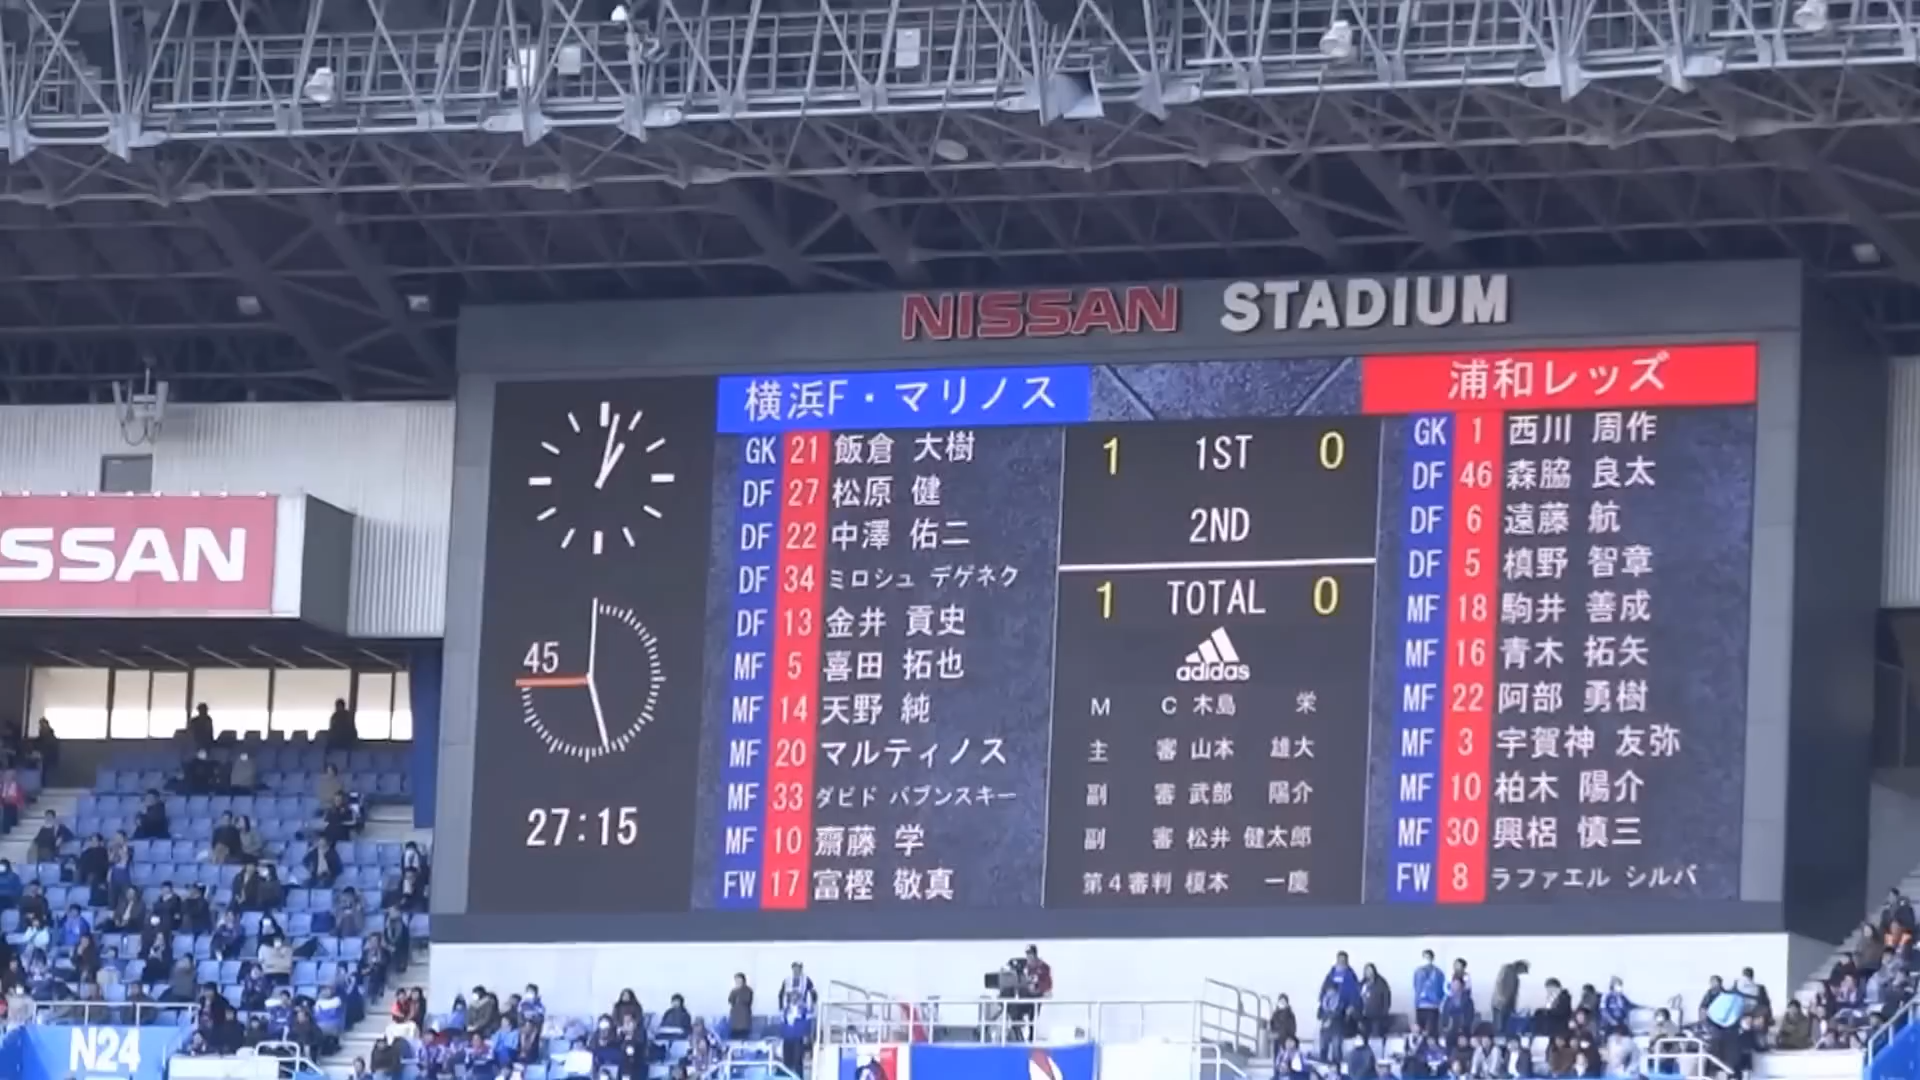 NISSAN STADIUM
横浜F・マリノス
GK 21 飯倉 大樹
DF 27 松原 健
DF 22 中澤 佑二
DF 34 ミロシュ デゲネク
DF 13 金井 貢史
MF 5 喜田 拓也
MF 14 天野 純
MF 20 マルティノス
MF 33 ダビド バブンスキー
MF 10 齋藤 学
FW 17 富樫 敬真
1 1ST 0
2ND
1 TOTAL 0
adidas
M C 木島 栄
主 審 山本 雄大
副 審 武部 陽介
副 審 松井 健太郎
第4審判 榎本 一慶
浦和レッズ
GK 1 西川 周作
DF 46 森脇 良太
DF 6 遠藤 航
DF 5 槙野 智章
MF 18 駒井 善成
MF 16 青木 拓矢
MF 22 阿部 勇樹
MF 3 宇賀神 友弥
MF 10 柏木 陽介
MF 30 興梠 慎三
FW 8 ラファエル シルバ
45
27:15
SSAN
N24